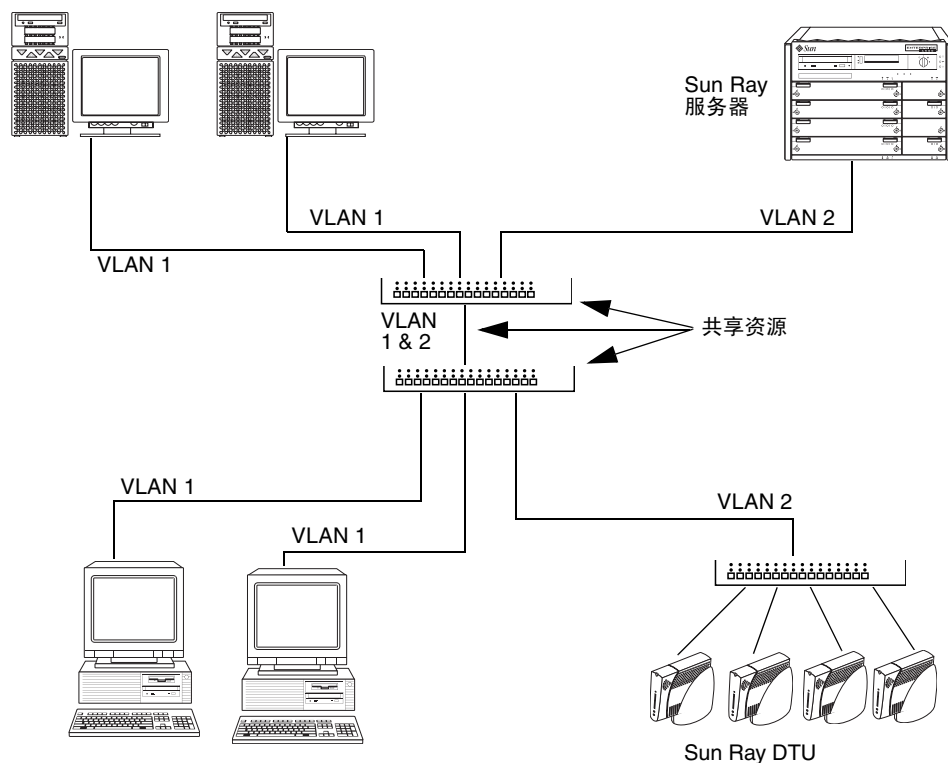 Sun
Sun Ray
服务器
VLAN 1
VLAN 2
VLAN 1
VLAN
1 & 2
共享资源
VLAN 1
VLAN 2
VLAN 1
Sun Ray DTU